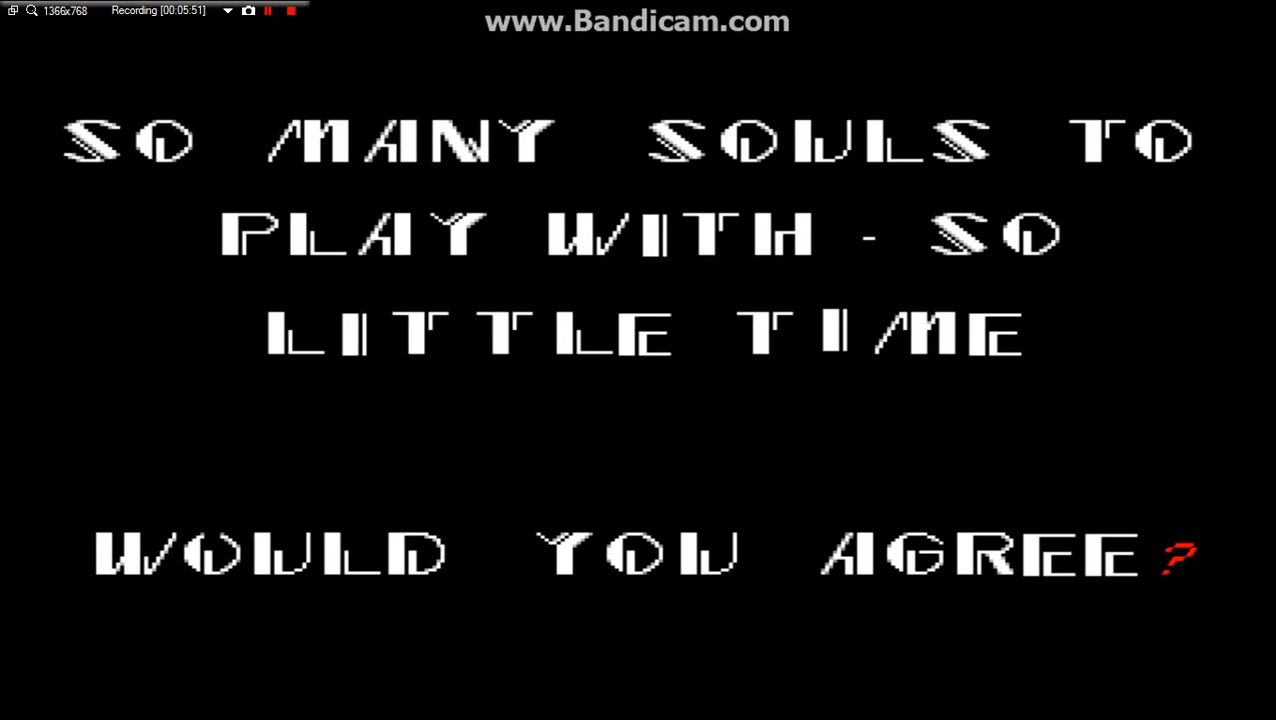 1366x768 Recording [00:05:51]
www.Bandicam.com
SO MANY SOULS TO
PLAY WITH - SO
LITTLE TIME
WOULD YOU AGREE?